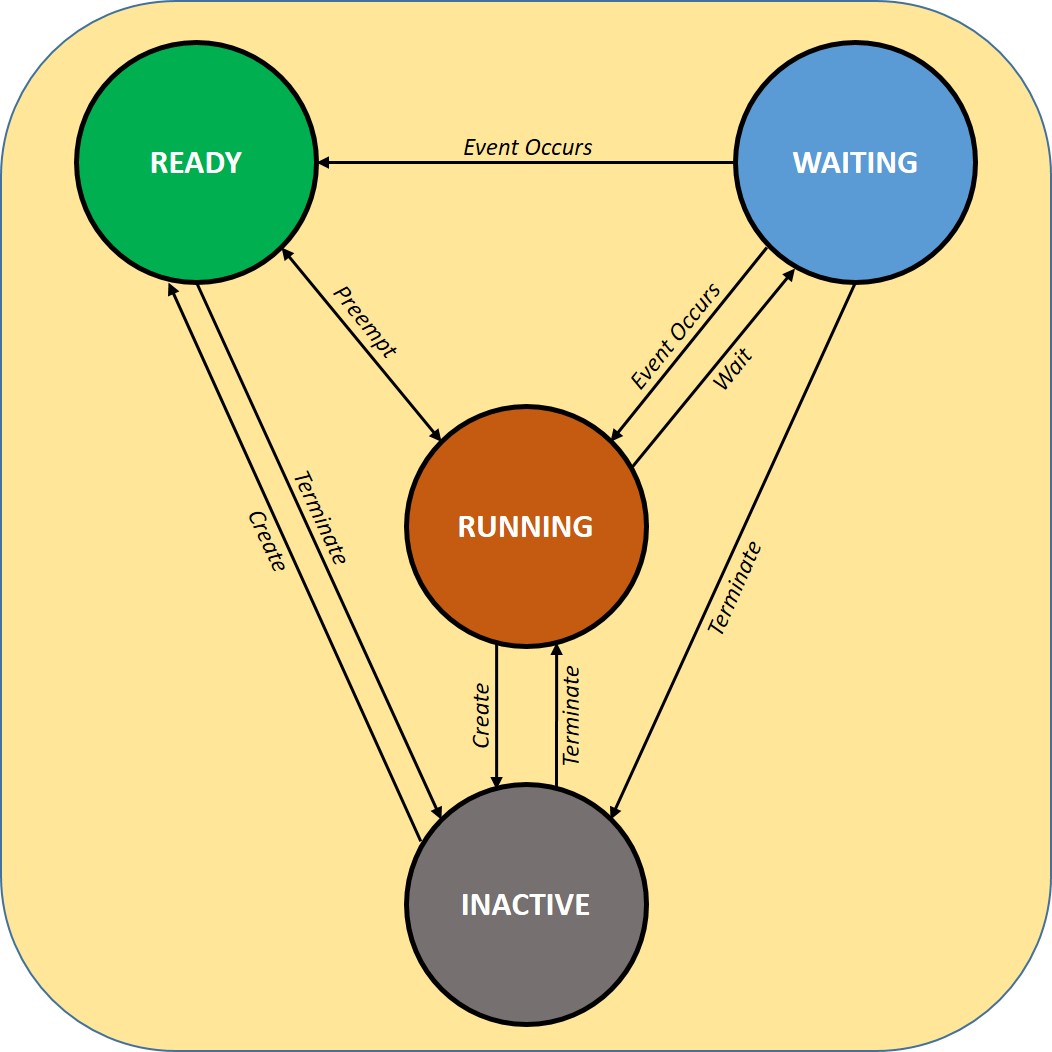 READY
WAITING
Event Occurs
Preempt
Event Occurs
Wait
RUNNING
Terminate
Create
Terminate
Create
Terminate
INACTIVE